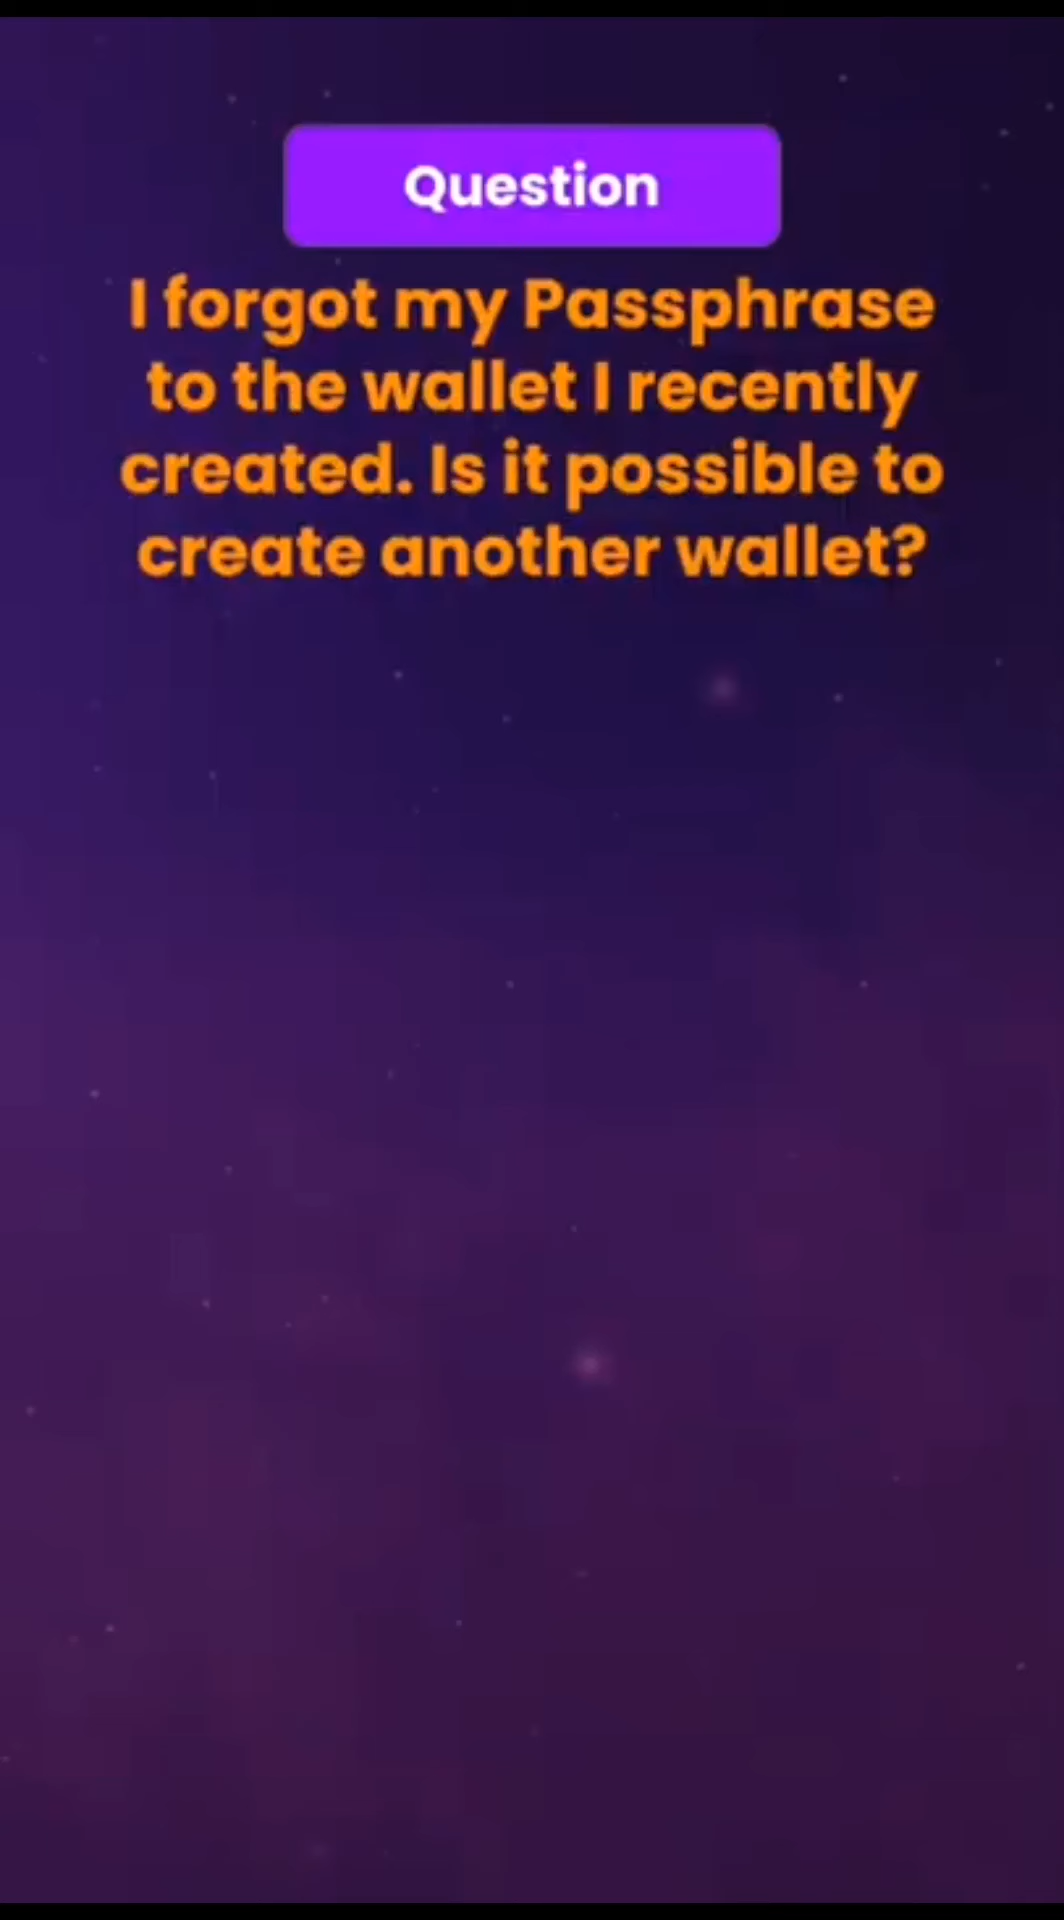 Question
I forgot my Passphrase
to the wallet I recently
created. Is it possible to
create another wallet?